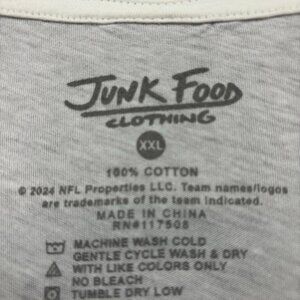 JUNK FOOD
CLOTHING
XXL
100% COTTON
© 2024 NFL Properties LLC. Team names/logos
are trademarks of the team indicated.
MADE IN CHINA
RN#117508
MACHINE WASH COLD
GENTLE CYCLE WASH & DRY
WITH LIKE COLORS ONLY
NO BLEACH
TUMBLE DRY LOW